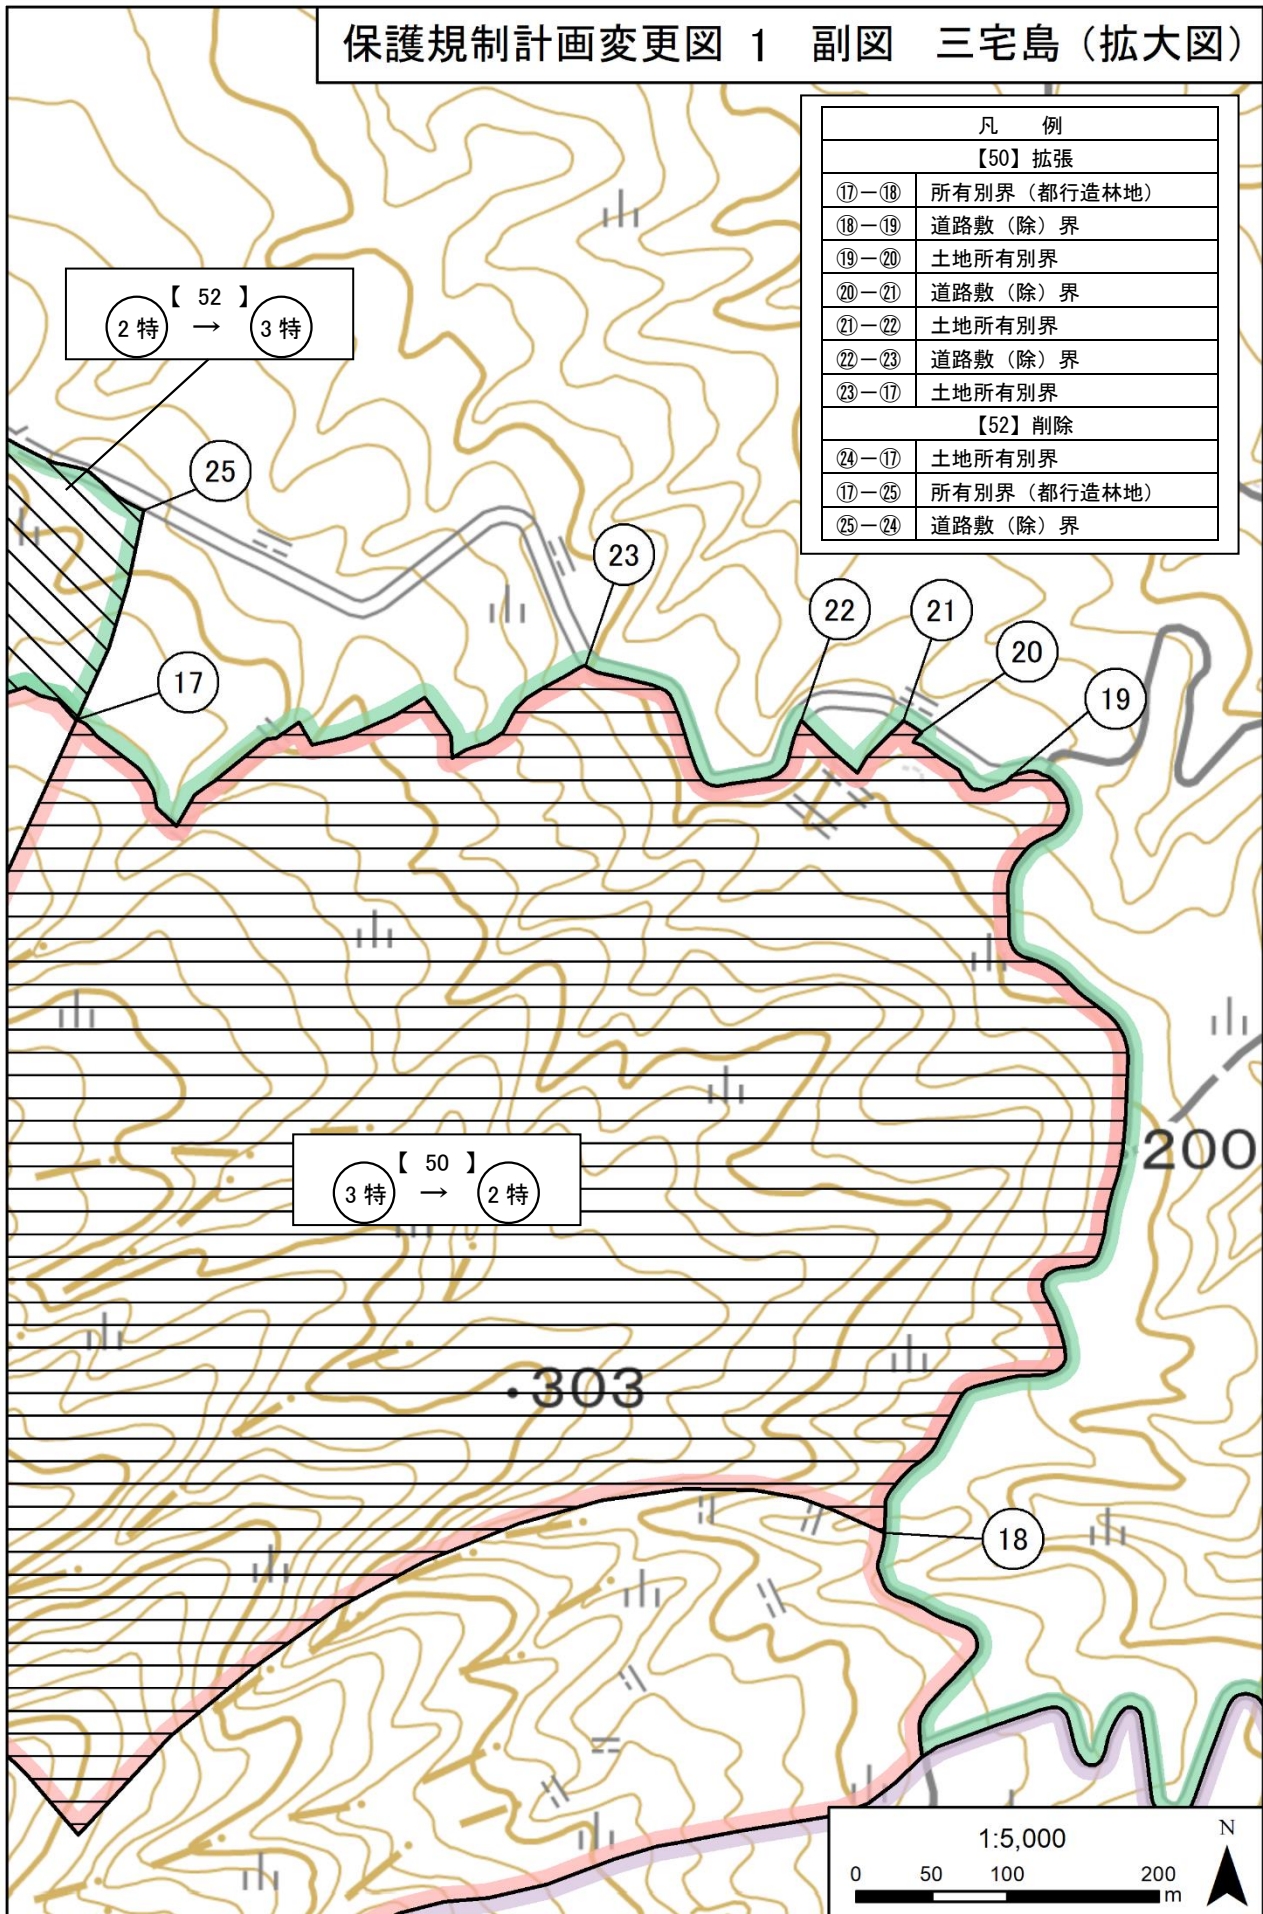 保護規制計画変更図 1 副図 三宅島（拡大図）
凡 例
【50】拡張
⑰－⑱ 所有別界（都行造林地）
⑱－⑲ 道路敷（除）界
⑲－⑳ 土地所有別界
⑳－㉑ 道路敷（除）界
㉑－㉒ 土地所有別界
㉒－㉓ 道路敷（除）界
㉓－⑰ 土地所有別界
【52】削除
㉔－⑰ 土地所有別界
⑰－㉕ 所有別界（都行造林地）
㉕－㉔ 道路敷（除）界
【 52 】
2特 → 3特
25
23
22
21
20
19
17
200
【 50 】
3特 → 2特
303
18
1:5,000
N
0 50 100 200
m